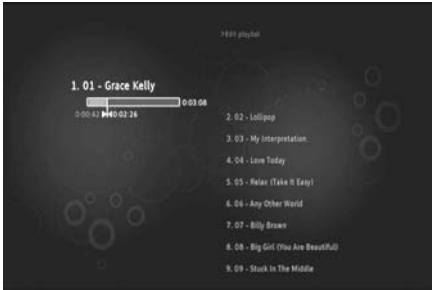 >Edit playlist
1. 01 - Grace Kelly
0:03:08
0:00:42 0:02:26
2. 02 - Lollipop
3. 03 - My Interpretation
4. 04 - Love Today
5. 05 - Relax (Take It Easy)
6. 06 - Any Other World
7. 07 - Billy Brown
8. 08 - Big Girl (You Are Beautiful)
9. 09 - Stuck In The Middle